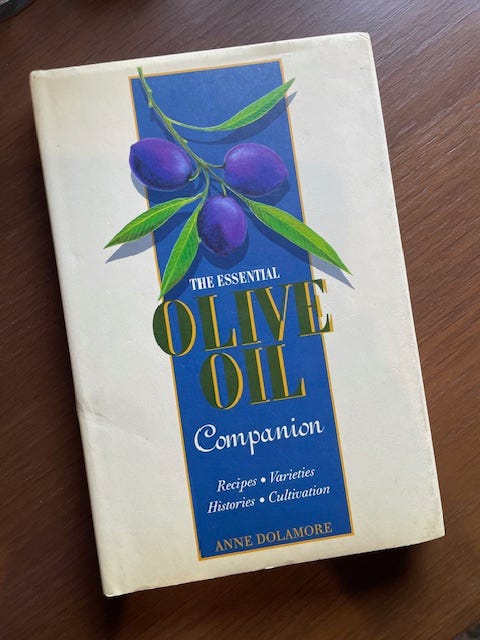 THE ESSENTIAL
OLIVE
OIL
Companion
Recipes • Varieties
Histories • Cultivation
ANNE DOLAMORE